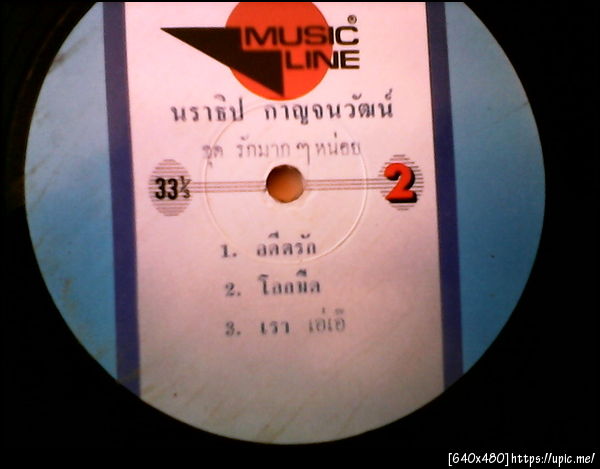 MUSIC®
LINE
นราธิป กาญจนวัฒน์
ชุด รักมาก ๆ หน่อย
33⅓
2
1. อดีตรัก
2. โลกมืด
3. เรา เอ๋เอ๊
[640x480]https://upic.me/